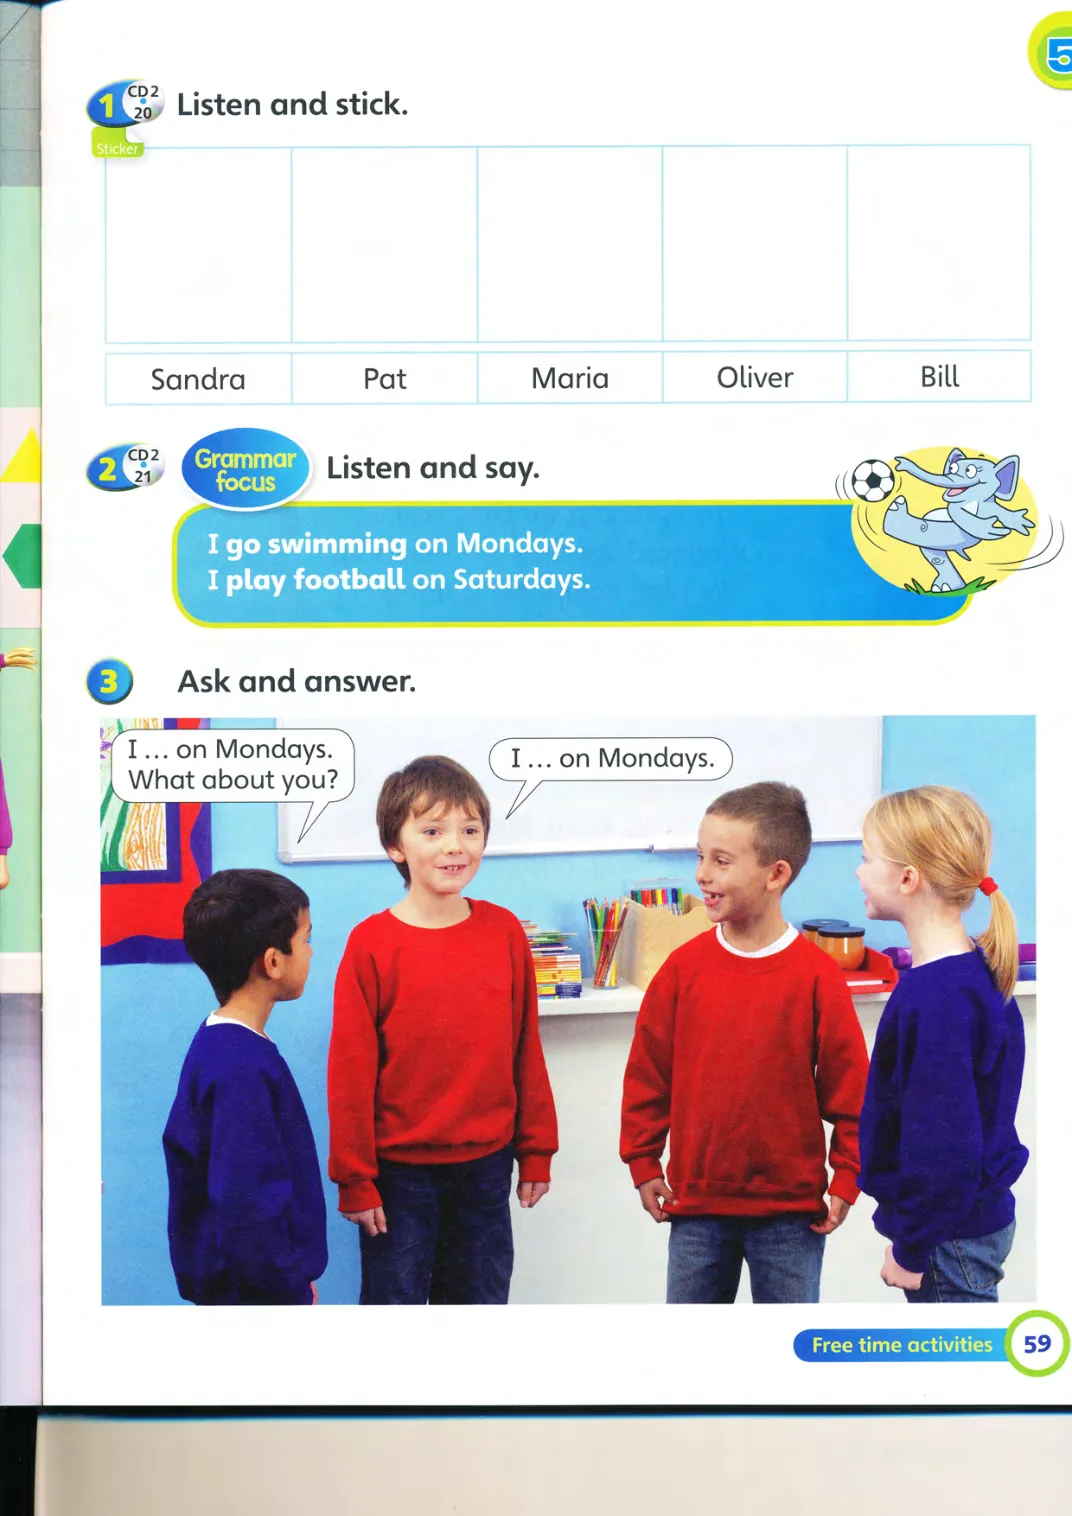 5
1 CD2 20 Listen and stick.
Sticker
Sandra Pat Maria Oliver Bill
2 CD2 21 Grammar focus Listen and say.
I go swimming on Mondays.
I play football on Saturdays.
3 Ask and answer.
I ... on Mondays.
What about you?
I ... on Mondays.
Free time activities 59